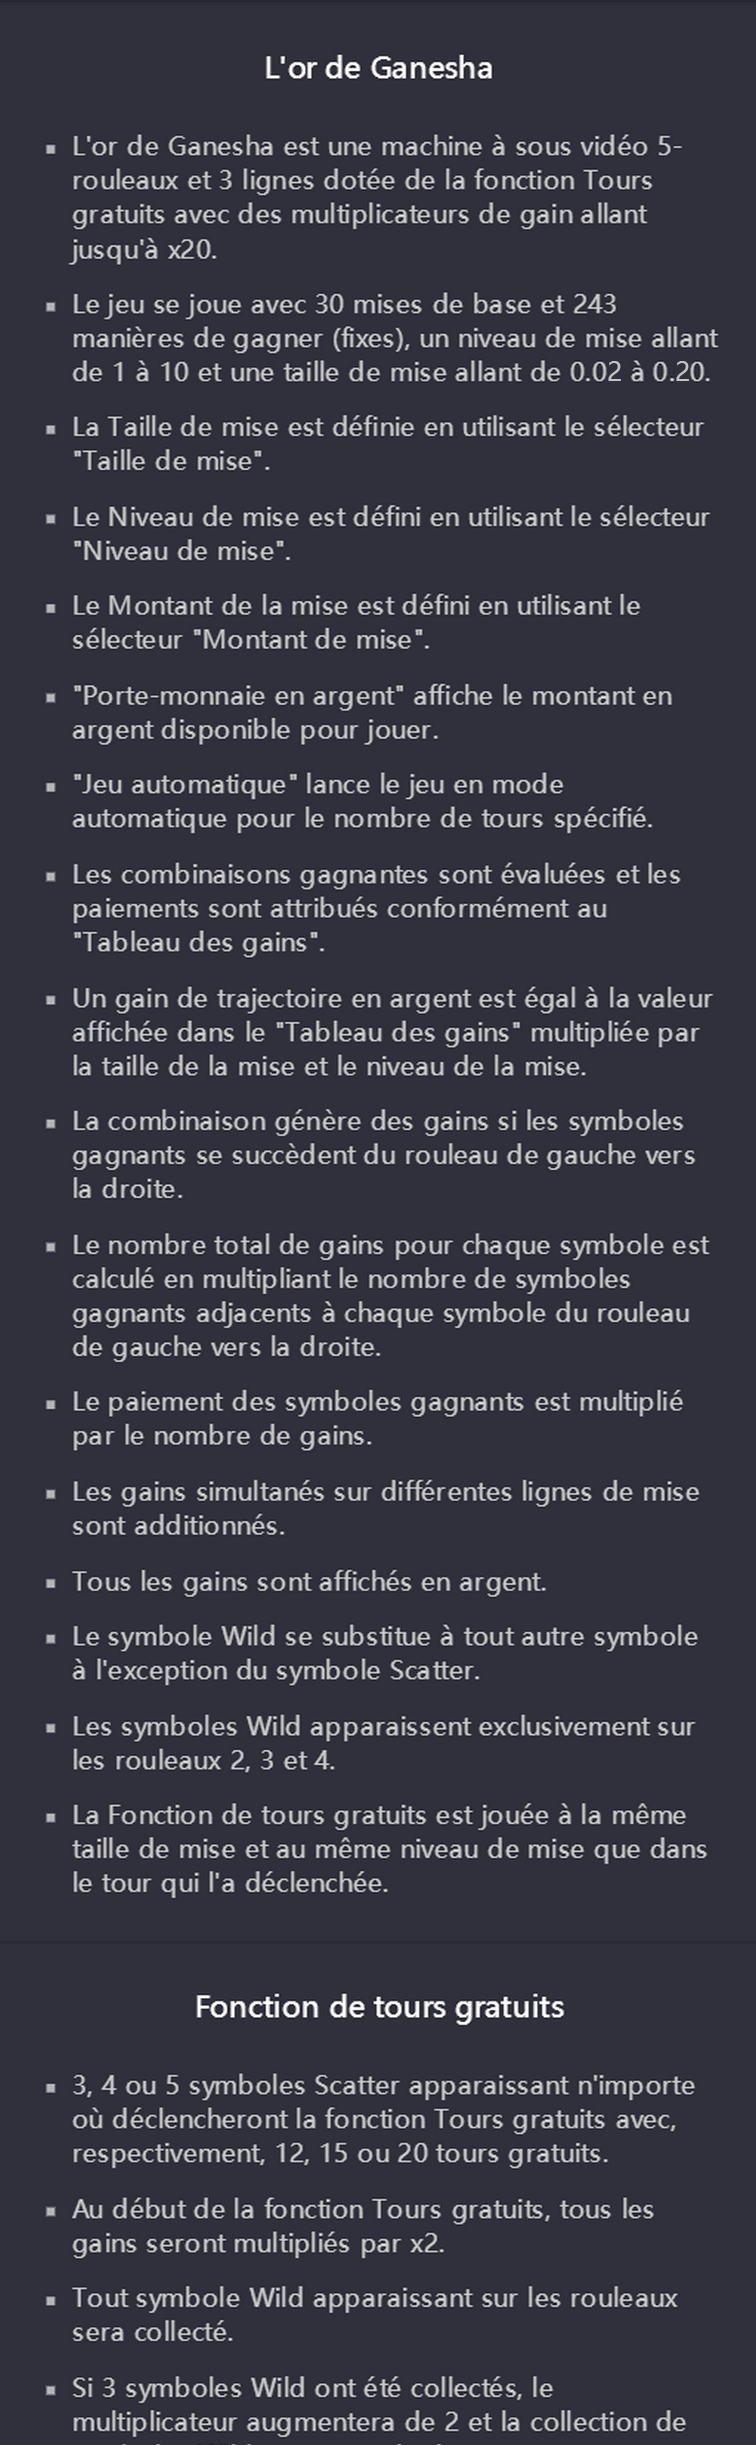 L'or de Ganesha
▪ L'or de Ganesha est une machine à sous vidéo 5-
rouleaux et 3 lignes dotée de la fonction Tours
gratuits avec des multiplicateurs de gain allant
jusqu'à x20.
▪ Le jeu se joue avec 30 mises de base et 243
manières de gagner (fixes), un niveau de mise allant
de 1 à 10 et une taille de mise allant de 0.02 à 0.20.
▪ La Taille de mise est définie en utilisant le sélecteur
"Taille de mise".
▪ Le Niveau de mise est défini en utilisant le sélecteur
"Niveau de mise".
▪ Le Montant de la mise est défini en utilisant le
sélecteur "Montant de mise".
▪ "Porte-monnaie en argent" affiche le montant en
argent disponible pour jouer.
▪ "Jeu automatique" lance le jeu en mode
automatique pour le nombre de tours spécifié.
▪ Les combinaisons gagnantes sont évaluées et les
paiements sont attribués conformément au
"Tableau des gains".
▪ Un gain de trajectoire en argent est égal à la valeur
affichée dans le "Tableau des gains" multipliée par
la taille de la mise et le niveau de la mise.
▪ La combinaison génère des gains si les symboles
gagnants se succèdent du rouleau de gauche vers
la droite.
▪ Le nombre total de gains pour chaque symbole est
calculé en multipliant le nombre de symboles
gagnants adjacents à chaque symbole du rouleau
de gauche vers la droite.
▪ Le paiement des symboles gagnants est multiplié
par le nombre de gains.
▪ Les gains simultanés sur différentes lignes de mise
sont additionnés.
▪ Tous les gains sont affichés en argent.
▪ Le symbole Wild se substitue à tout autre symbole
à l'exception du symbole Scatter.
▪ Les symboles Wild apparaissent exclusivement sur
les rouleaux 2, 3 et 4.
▪ La Fonction de tours gratuits est jouée à la même
taille de mise et au même niveau de mise que dans
le tour qui l'a déclenchée.
Fonction de tours gratuits
▪ 3, 4 ou 5 symboles Scatter apparaissant n'importe
où déclencheront la fonction Tours gratuits avec,
respectivement, 12, 15 ou 20 tours gratuits.
▪ Au début de la fonction Tours gratuits, tous les
gains seront multipliés par x2.
▪ Tout symbole Wild apparaissant sur les rouleaux
sera collecté.
▪ Si 3 symboles Wild ont été collectés, le
multiplicateur augmentera de 2 et la collection de